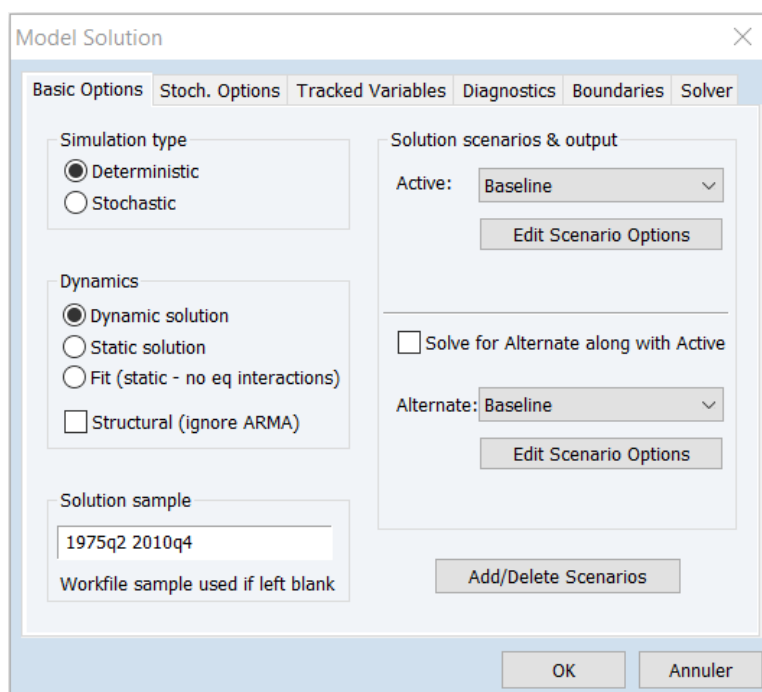 Model Solution
Basic Options
Stoch. Options
Tracked Variables
Diagnostics
Boundaries
Solver
Simulation type
Deterministic
Stochastic
Dynamics
Dynamic solution
Static solution
Fit (static - no eq interactions)
Structural (ignore ARMA)
Solution sample
1975q2 2010q4
Workfile sample used if left blank
Solution scenarios & output
Active: Baseline
Edit Scenario Options
Solve for Alternate along with Active
Alternate: Baseline
Edit Scenario Options
Add/Delete Scenarios
OK
Annuler